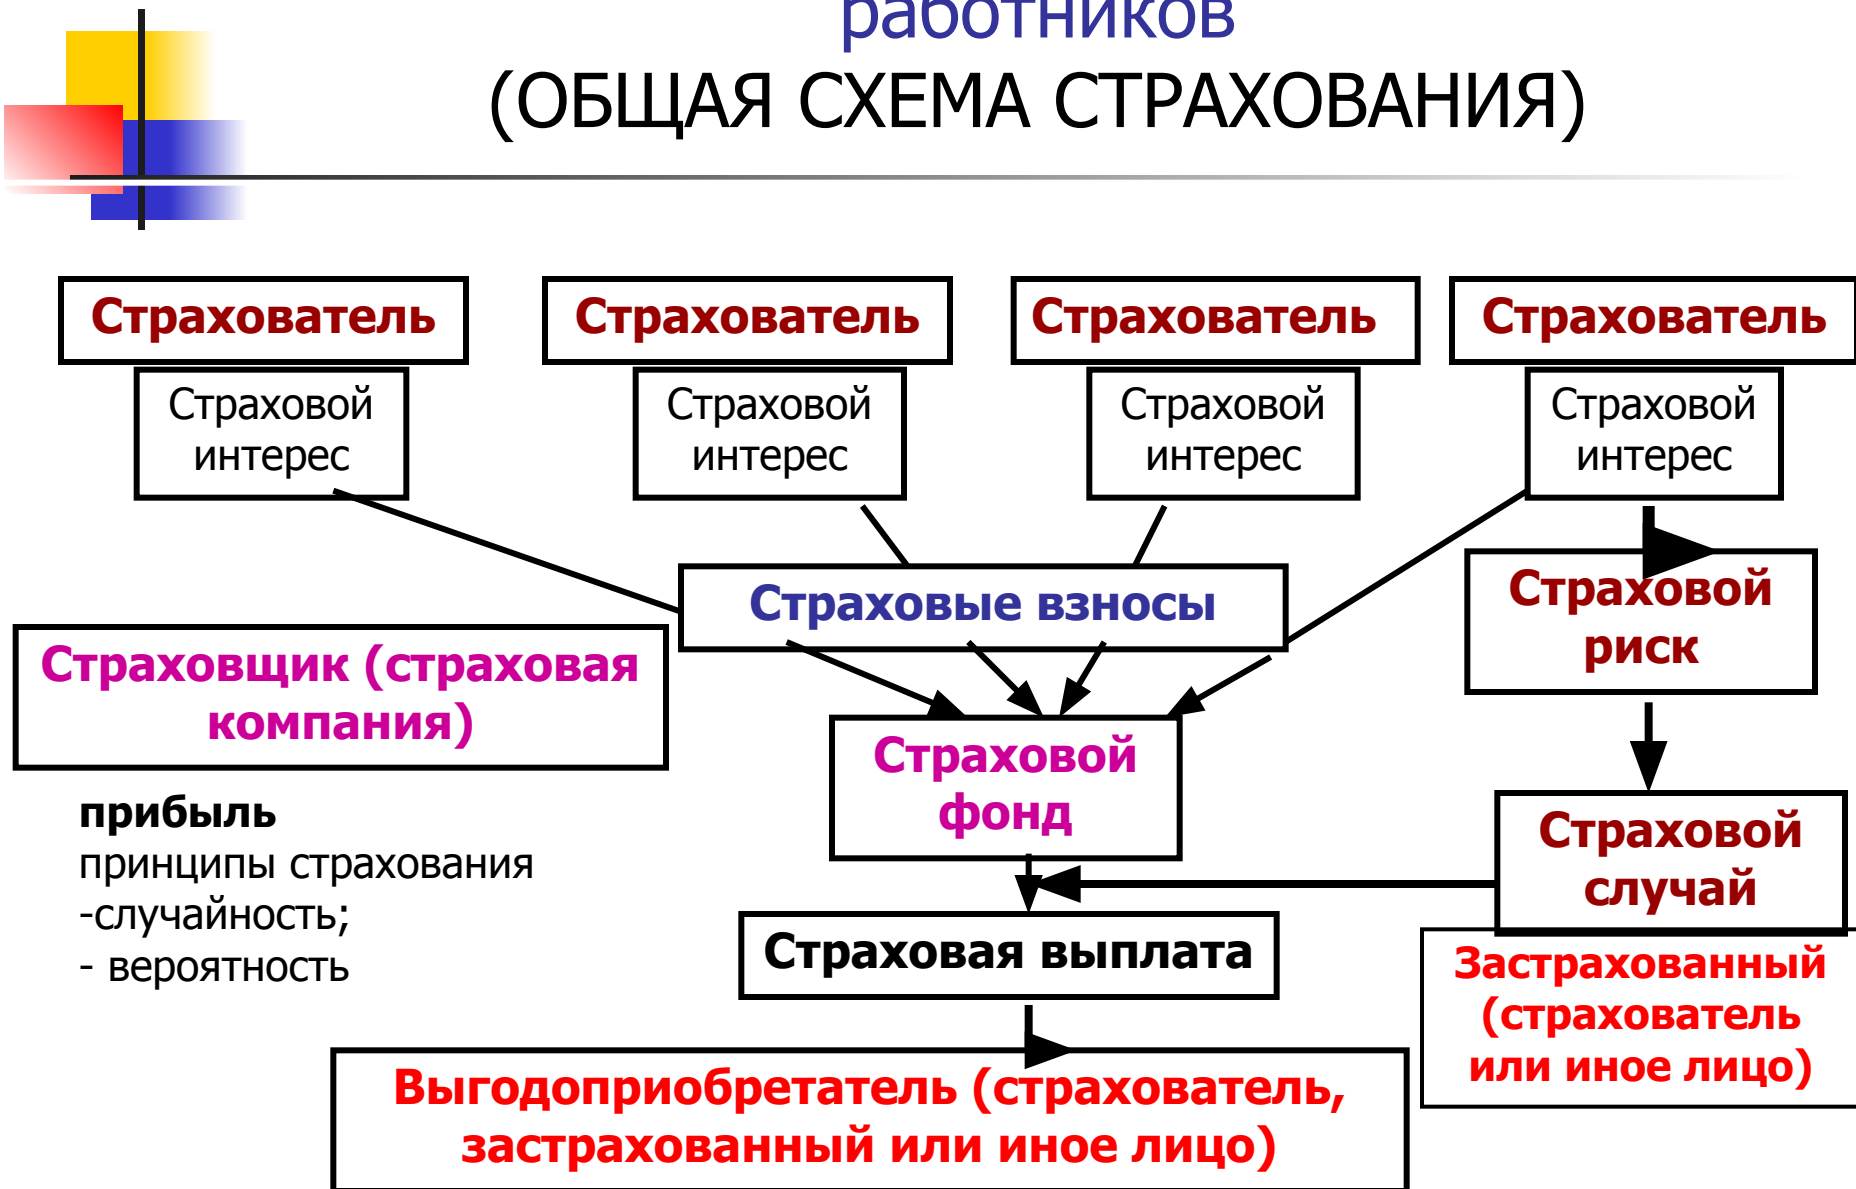 работников
(ОБЩАЯ СХЕМА СТРАХОВАНИЯ)
Страхователь
Страхователь
Страхователь
Страхователь
Страховой
интерес
Страховой
интерес
Страховой
интерес
Страховой
интерес
Страховые взносы
Страховой
риск
Страховщик (страховая
компания)
Страховой
фонд
прибыль
принципы страхования
-случайность;
- вероятность
Страховой
случай
Страховая выплата
Застрахованный
(страхователь
или иное лицо)
Выгодоприобретатель (страхователь,
застрахованный или иное лицо)